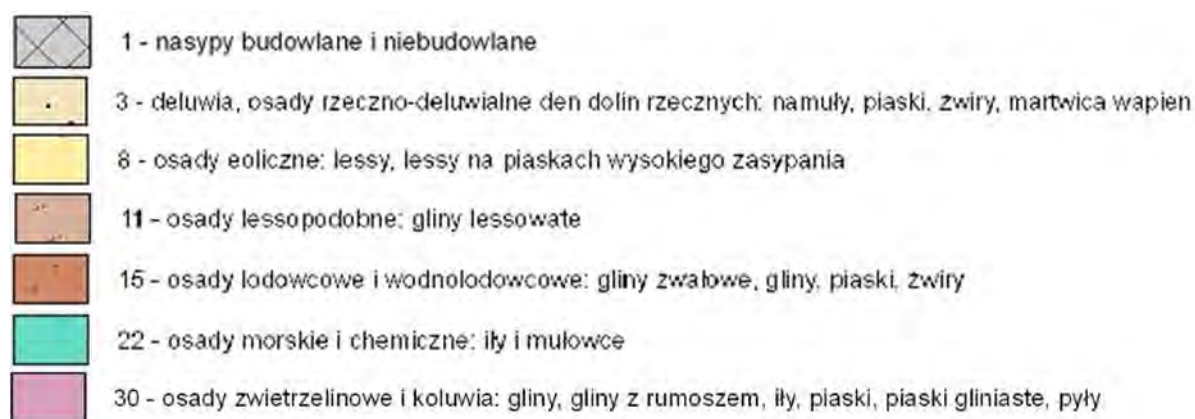 1 - nasypy budowlane i niebudowlane
3 - deluwia, osady rzeczno-deluwialne den dolin rzecznych: namuły, piaski, żwiry, martwica wapien
8 - osady eoliczne: lessy, lessy na piaskach wysokiego zasypania
11 - osady lessopodobne: gliny lessowate
15 - osady lodowcowe i wodnolodowcowe: gliny zwałowe, gliny, piaski, żwiry
22 - osady morskie i chemiczne: iły i mułowce
30 - osady zwietrzelinowe i koluwia: gliny, gliny z rumoszem, iły, piaski, piaski gliniaste, pyły